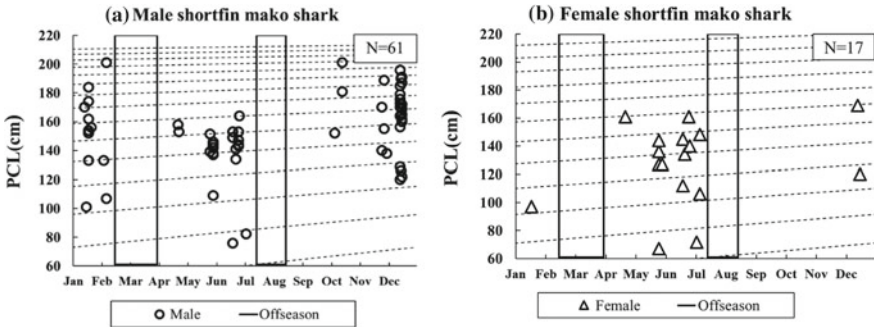 (a) Male shortfin mako shark
N=61
PCL(cm)
220
200
180
160
140
120
100
80
60
Jan Feb Mar Apr May Jun Jul Aug Sep Oct Nov Dec
Male Offseason
(b) Female shortfin mako shark
N=17
PCL(cm)
220
200
180
160
140
120
100
80
60
Jan Feb Mar Apr May Jun Jul Aug Sep Oct Nov Dec
Female Offseason